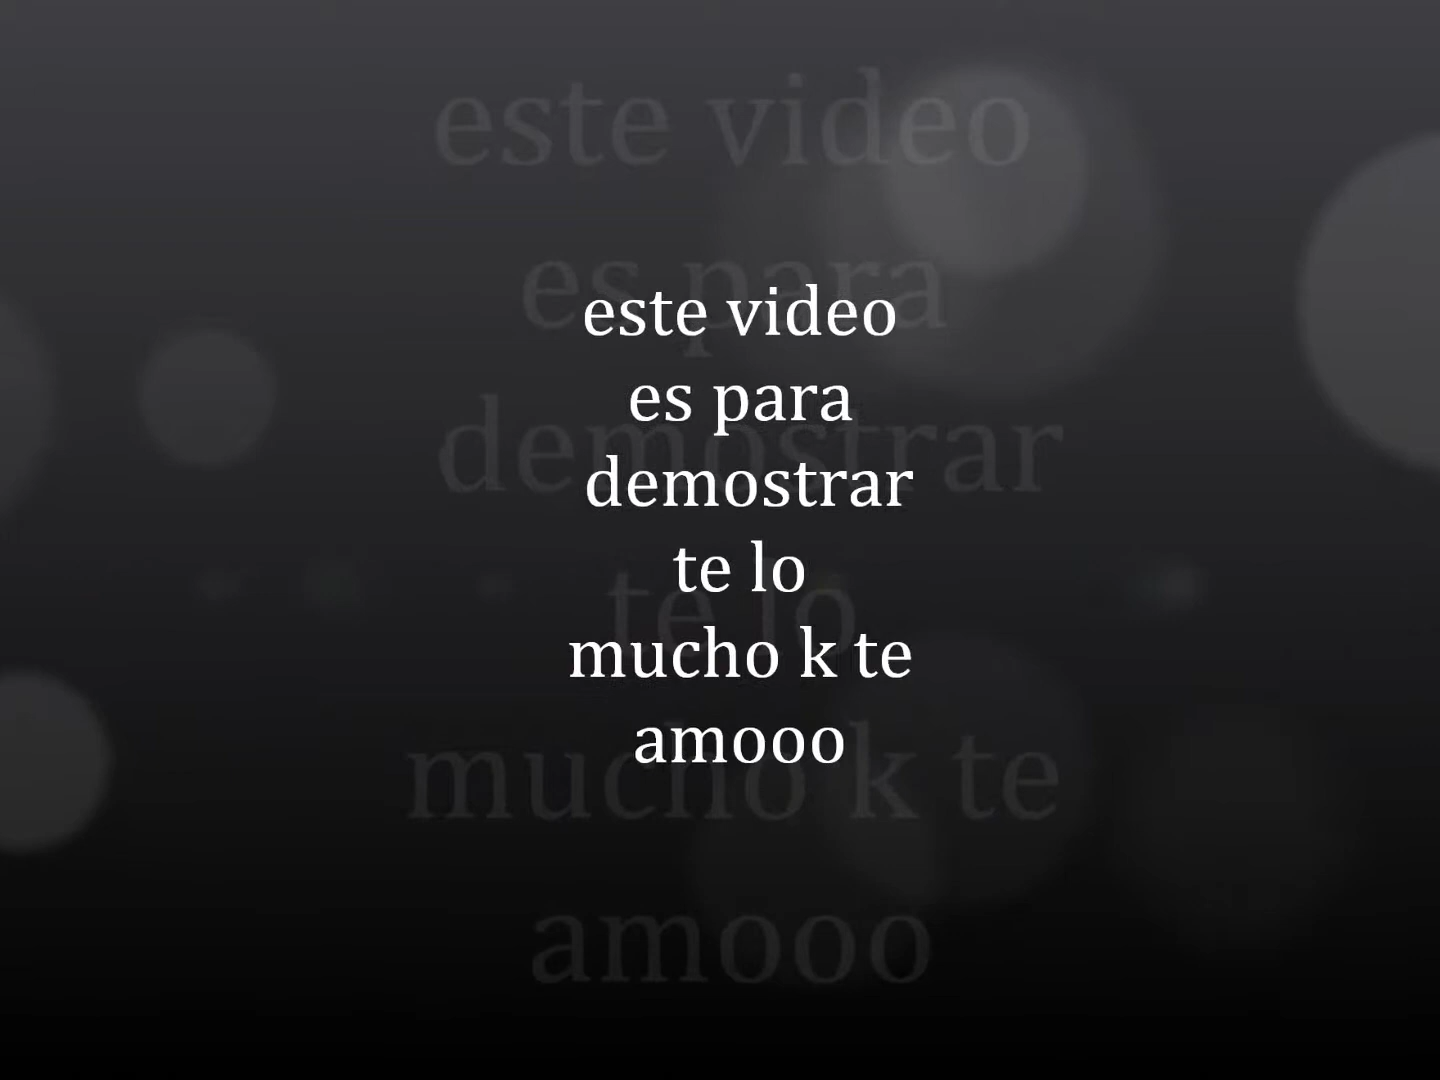 este video
es para
demostrar
te lo
mucho k te
amooo